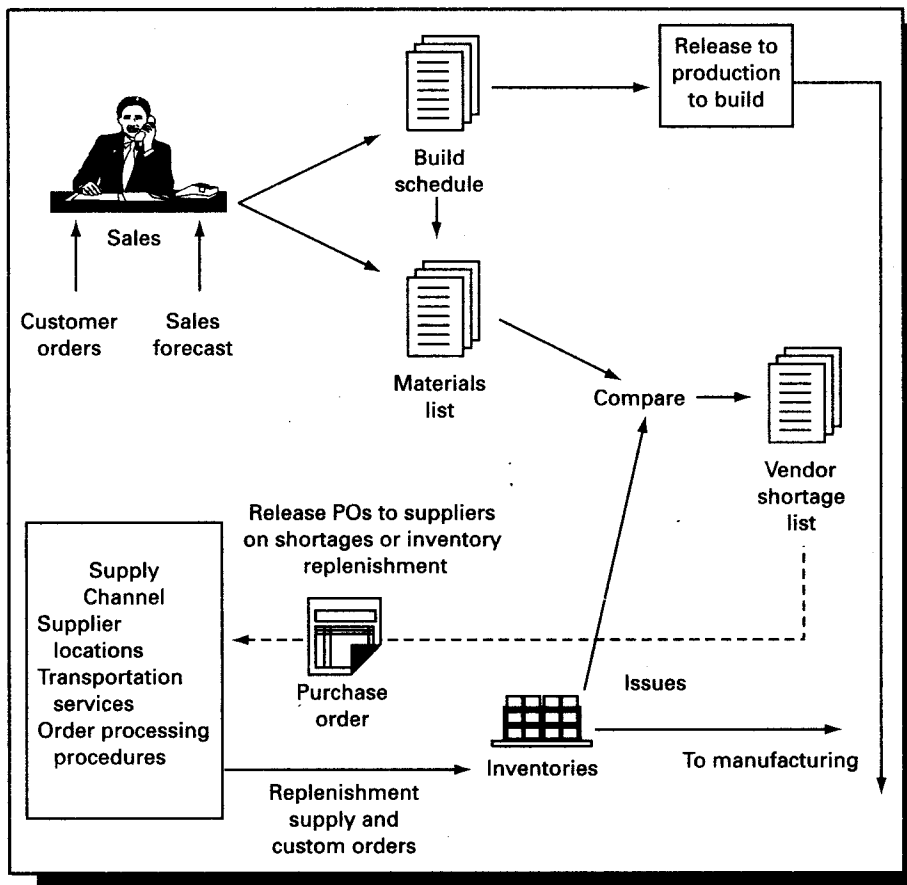 Release to
production
to build
Build
schedule
Sales
Customer
orders
Sales
forecast
Materials
list
Compare
Vendor
shortage
list
Release POs to suppliers
on shortages or inventory
replenishment
Supply
Channel
Supplier
locations
Transportation
services
Order processing
procedures
Purchase
order
Issues
Inventories
To manufacturing
Replenishment
supply and
custom orders